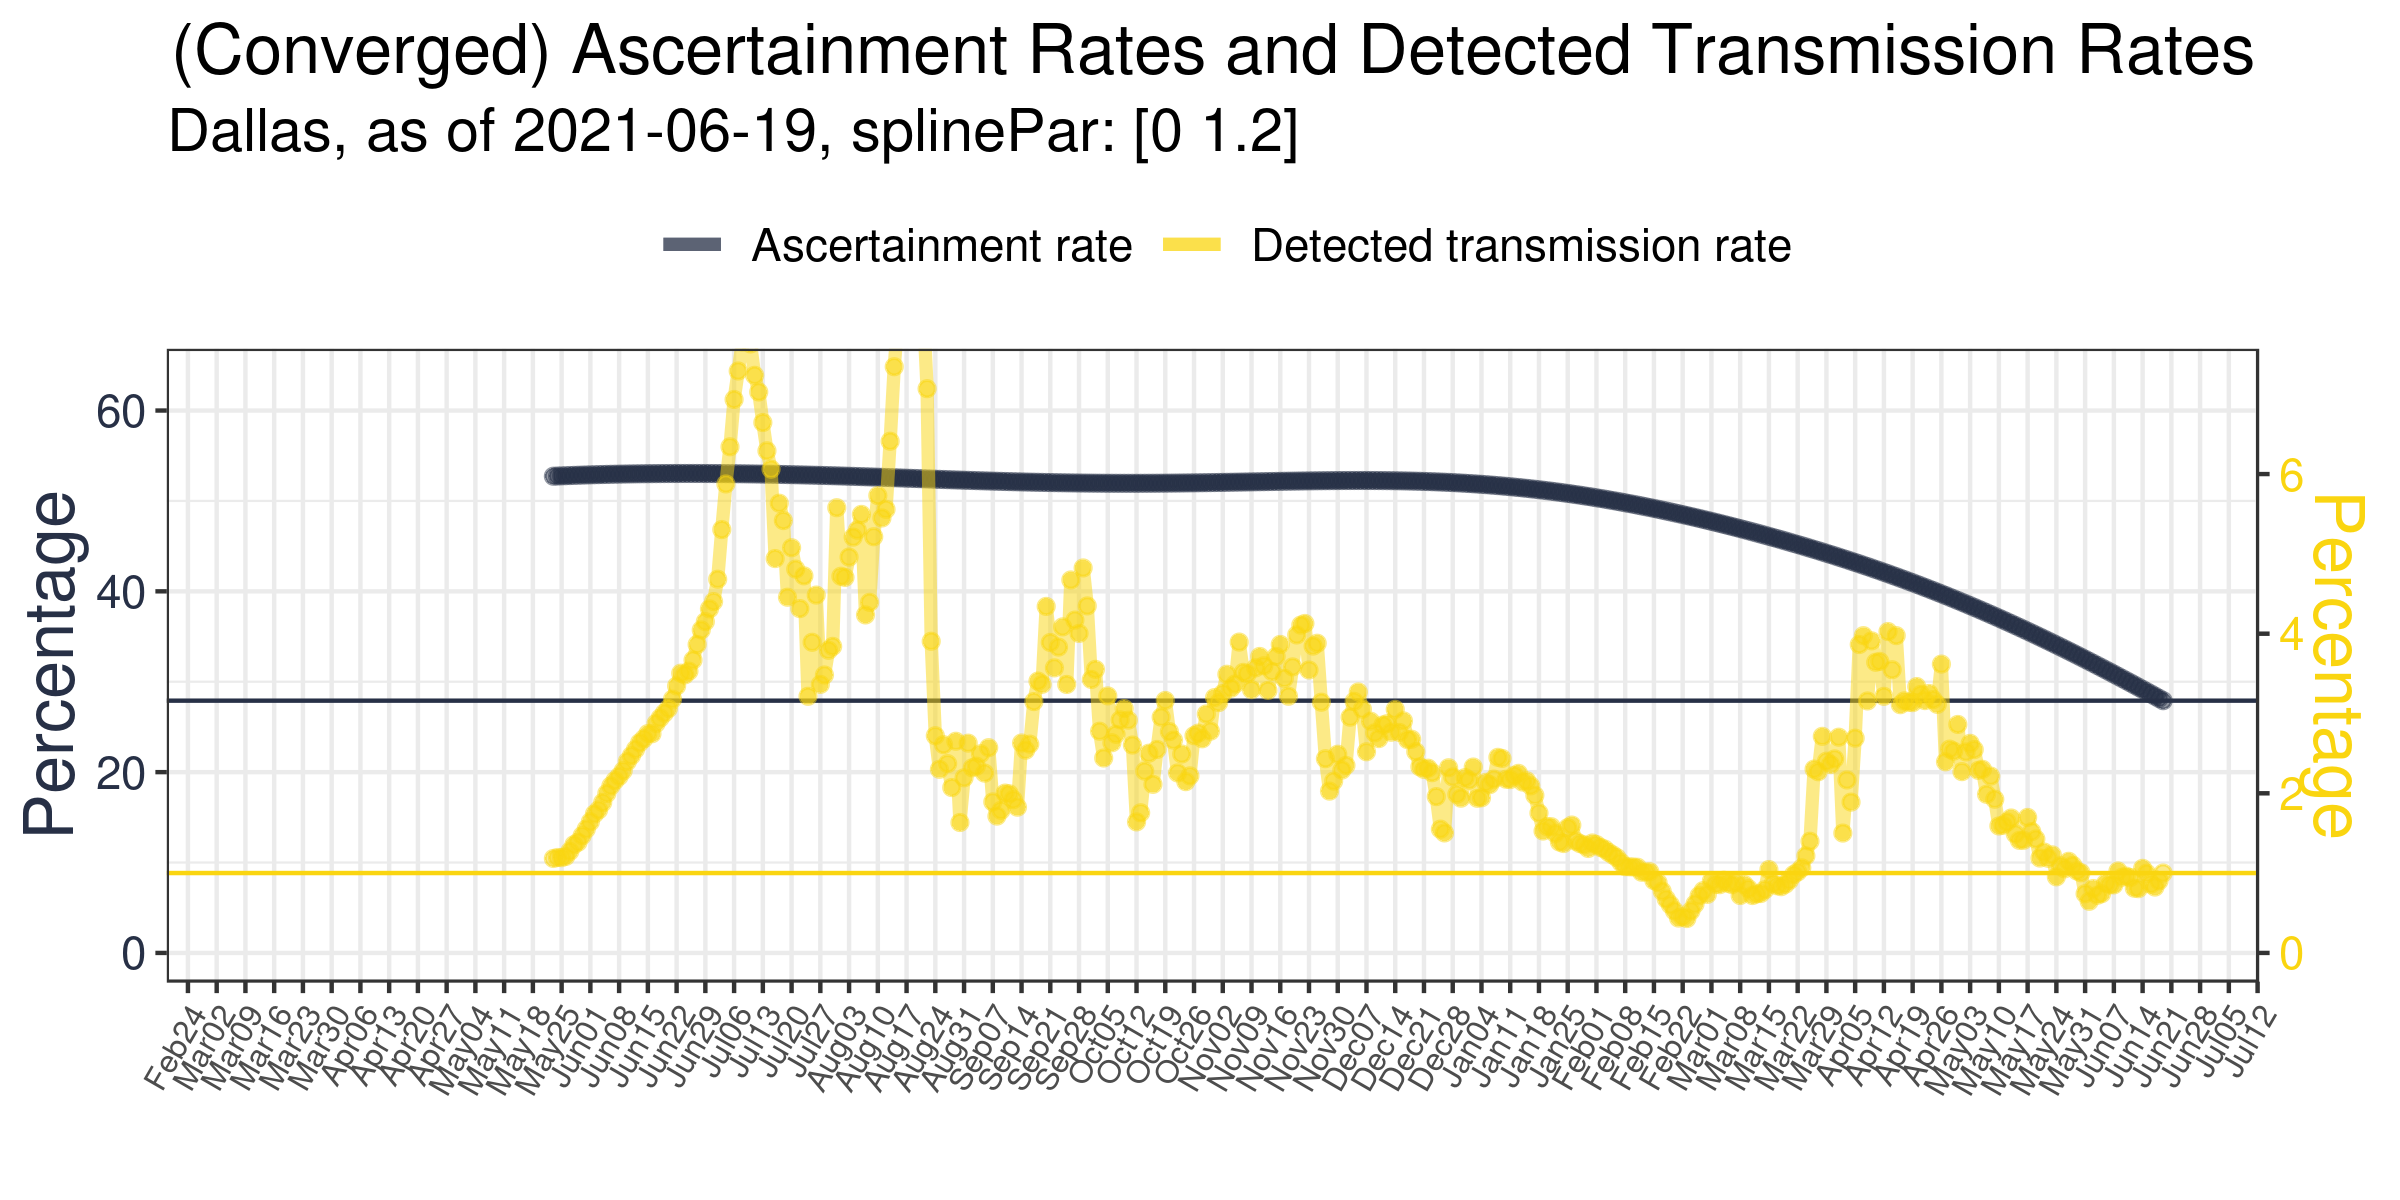 (Converged) Ascertainment Rates and Detected Transmission Rates
Dallas, as of 2021-06-19, splinePar: [0 1.2]
Ascertainment rate
Detected transmission rate
Percentage
60
40
20
0
6
4
2
0
Percentage
Feb24
Mar02
Mar09
Mar16
Mar23
Mar30
Apr06
Apr13
Apr20
Apr27
May04
May11
May18
May25
Jun01
Jun08
Jun15
Jun22
Jun29
Jul06
Jul13
Jul20
Jul27
Aug03
Aug10
Aug17
Aug24
Aug31
Sep07
Sep14
Sep21
Sep28
Oct05
Oct12
Oct19
Oct26
Nov02
Nov09
Nov16
Nov23
Nov30
Dec07
Dec14
Dec21
Dec28
Jan04
Jan11
Jan18
Jan25
Feb01
Feb08
Feb15
Feb22
Mar01
Mar08
Mar15
Mar22
Mar29
Apr05
Apr12
Apr19
Apr26
May03
May10
May17
May24
May31
Jun07
Jun14
Jun21
Jun28
Jul05
Jul12